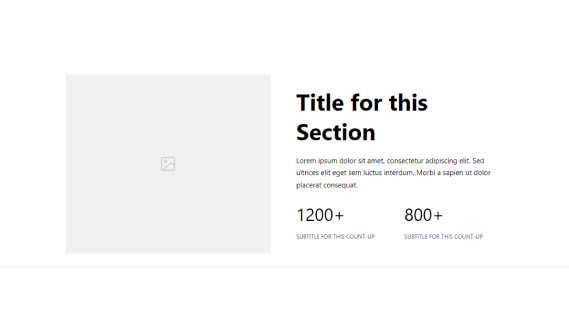 Title for this
Section
Lorem ipsum dolor sit amet, consectetur adipiscing elit. Sed
ultrices elit eget sem luctus interdum. Morbi a sapien ut dolor
placerat consequat.
1200+ 800+
SUBTITLE FOR THIS COUNT-UP SUBTITLE FOR THIS COUNT-UP